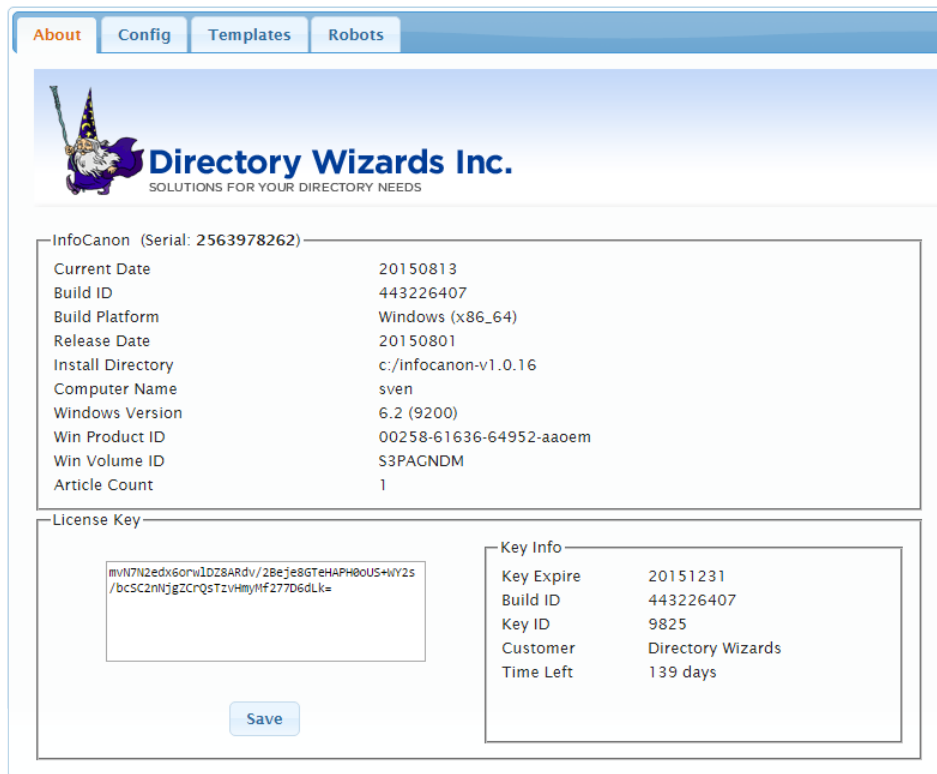 About Config Templates Robots
Directory Wizards Inc.
SOLUTIONS FOR YOUR DIRECTORY NEEDS
InfoCanon (Serial: 2563978262)
Current Date 20150813
Build ID 443226407
Build Platform Windows (x86_64)
Release Date 20150801
Install Directory c:/infocanon-v1.0.16
Computer Name sven
Windows Version 6.2 (9200)
Win Product ID 00258-61636-64952-aaoem
Win Volume ID S3PAGNDM
Article Count 1
License Key
mvN7N2edx6orwlDZ8ARdv/2Beje8GTeHAPH0oUS+WY2s
/bcSC2nNjgZCrQsTzvHmyMf277D6dLk=
Save
Key Info
Key Expire 20151231
Build ID 443226407
Key ID 9825
Customer Directory Wizards
Time Left 139 days